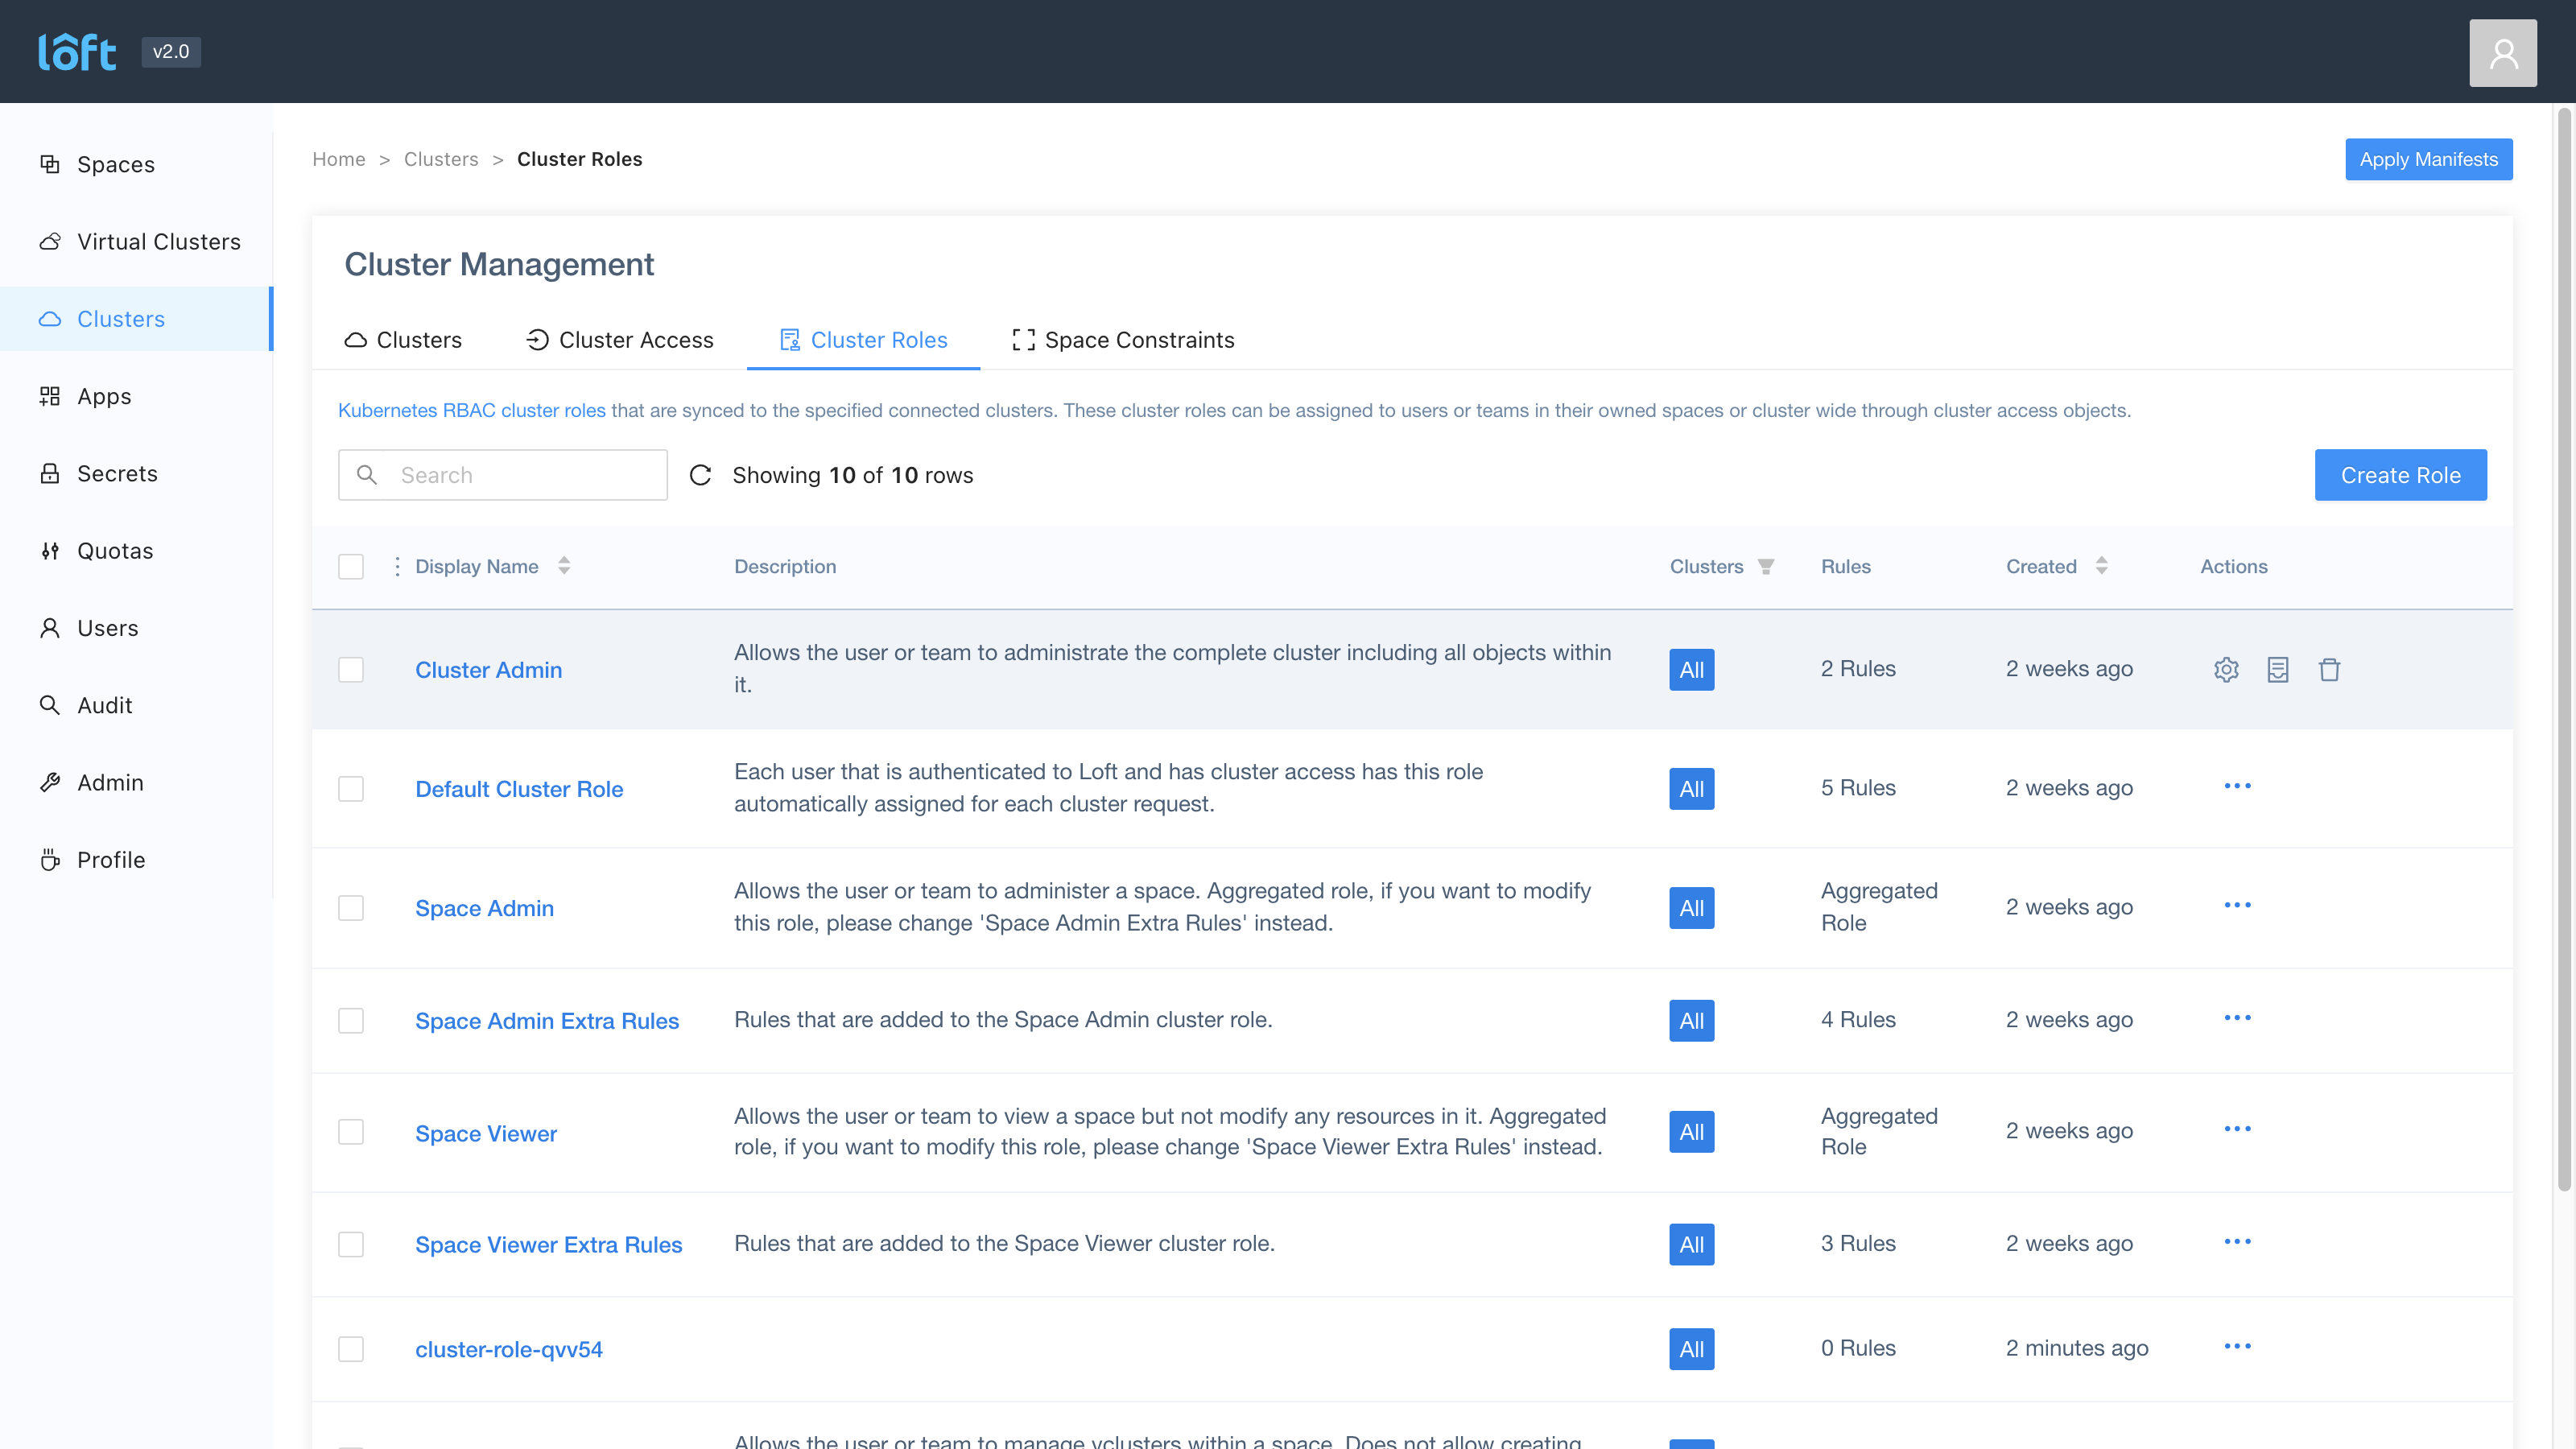 loft v2.0
Spaces
Virtual Clusters
Clusters
Apps
Secrets
Quotas
Users
Audit
Admin
Profile
Home > Clusters > Cluster Roles
Apply Manifests
Cluster Management
Clusters Cluster Access Cluster Roles Space Constraints
Kubernetes RBAC cluster roles that are synced to the specified connected clusters. These cluster roles can be assigned to users or teams in their owned spaces or cluster wide through cluster access objects.
Search Showing 10 of 10 rows Create Role
Display Name Description Clusters Rules Created Actions
Cluster Admin
Allows the user or team to administrate the complete cluster including all objects within
it.
All 2 Rules 2 weeks ago
Default Cluster Role
Each user that is authenticated to Loft and has cluster access has this role
automatically assigned for each cluster request.
All 5 Rules 2 weeks ago
Space Admin
Allows the user or team to administer a space. Aggregated role, if you want to modify
this role, please change 'Space Admin Extra Rules' instead.
All
Aggregated
Role
2 weeks ago
Space Admin Extra Rules Rules that are added to the Space Admin cluster role. All 4 Rules 2 weeks ago
Space Viewer
Allows the user or team to view a space but not modify any resources in it. Aggregated
role, if you want to modify this role, please change 'Space Viewer Extra Rules' instead.
All
Aggregated
Role
2 weeks ago
Space Viewer Extra Rules Rules that are added to the Space Viewer cluster role. All 3 Rules 2 weeks ago
cluster-role-qvv54 All 0 Rules 2 minutes ago
Allows the user or team to manage vclusters within a space. Does not allow creating